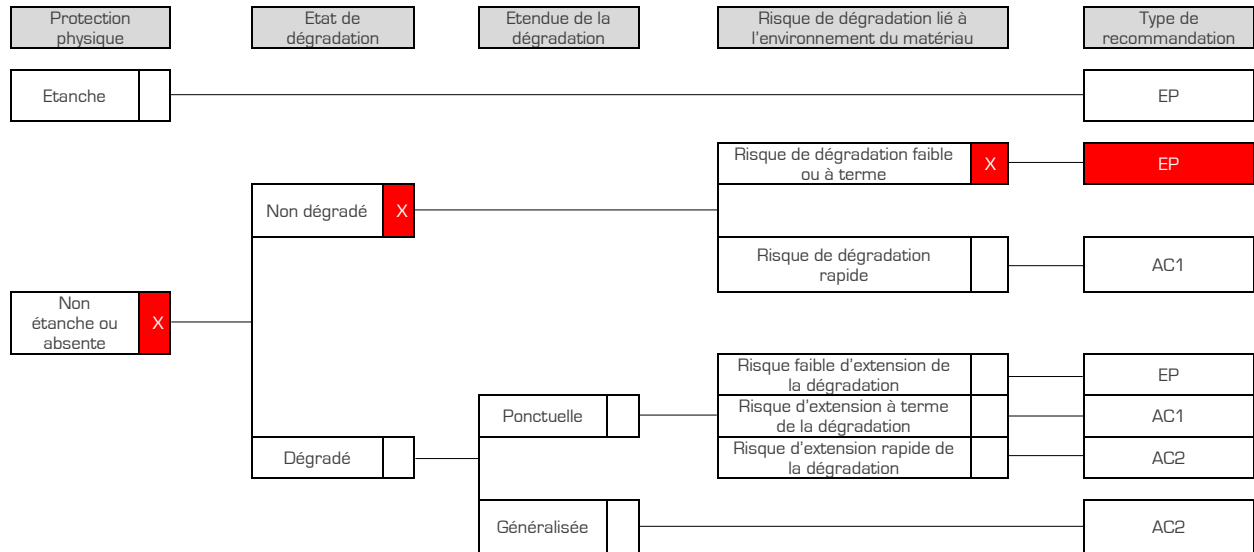 Protection
physique
Etat de
dégradation
Etendue de la
dégradation
Risque de dégradation lié à
l'environnement du matériau
Type de
recommandation
Etanche
EP
Risque de dégradation faible
ou à terme
X
EP
Non dégradé
X
Risque de dégradation
rapide
AC1
Non
étanche ou
absente
X
Risque faible d'extension de
la dégradation
EP
Ponctuelle
Risque d'extension à terme
de la dégradation
AC1
Dégradé
Risque d'extension rapide de
la dégradation
AC2
Généralisée
AC2